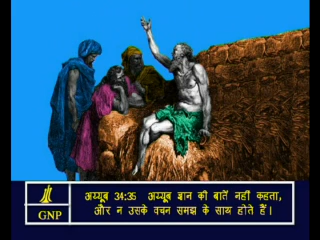 अय्यूब 34:35 अय्यूब ज्ञान की बातें नहीं कहता,
और न उसके वचन समझ के साथ होते हैं।
GNP